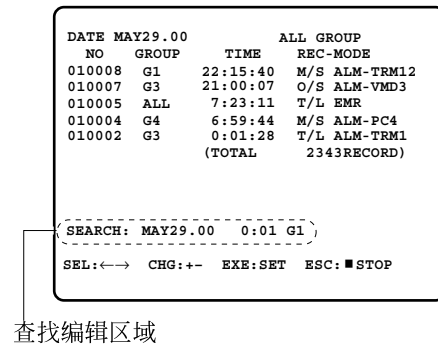 DATE MAY29.00 ALL GROUP
NO GROUP TIME REC-MODE
010008 G1 22:15:40 M/S ALM-TRM12
010007 G3 21:00:07 O/S ALM-VMD3
010005 ALL 7:23:11 T/L EMR
010004 G4 6:59:44 M/S ALM-PC4
010002 G3 0:01:28 T/L ALM-TRM1
(TOTAL 2343RECORD)
SEARCH: MAY29.00 0:01 G1
SEL:←→ CHG:+- EXE:SET ESC:■STOP
查找编辑区域